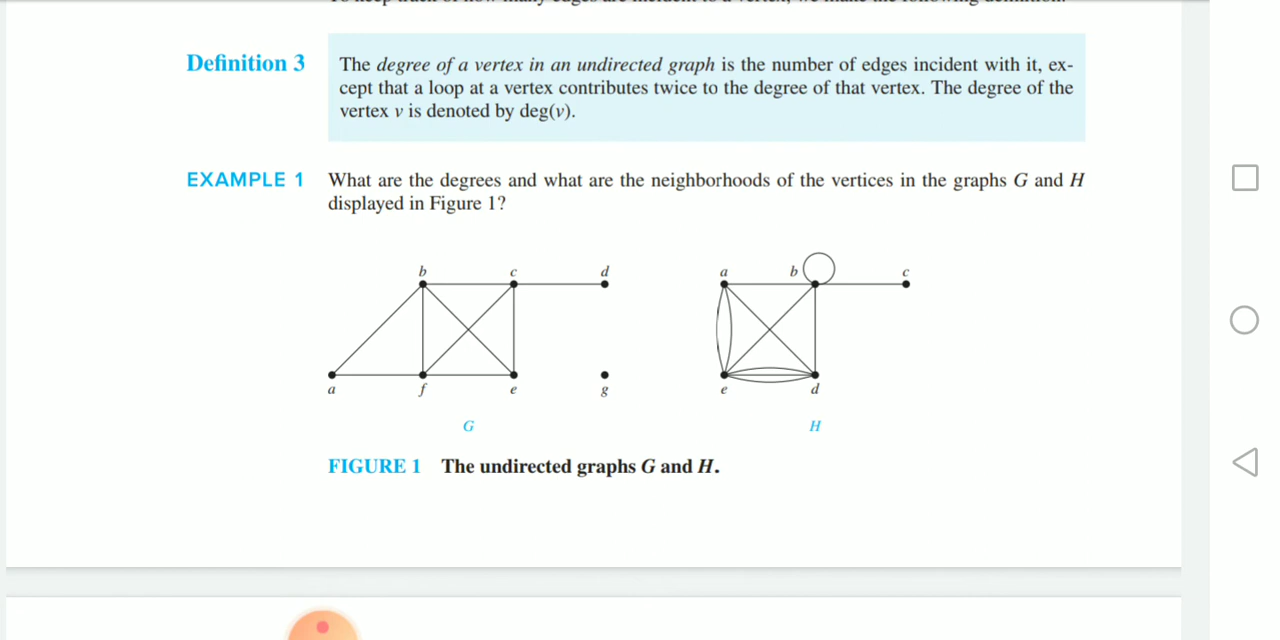 Definition 3
The degree of a vertex in an undirected graph is the number of edges incident with it, ex-
cept that a loop at a vertex contributes twice to the degree of that vertex. The degree of the
vertex v is denoted by deg(v).
EXAMPLE 1
What are the degrees and what are the neighborhoods of the vertices in the graphs G and H
displayed in Figure 1?
b c d
a f e g
G
a b c
e d
H
FIGURE 1 The undirected graphs G and H.